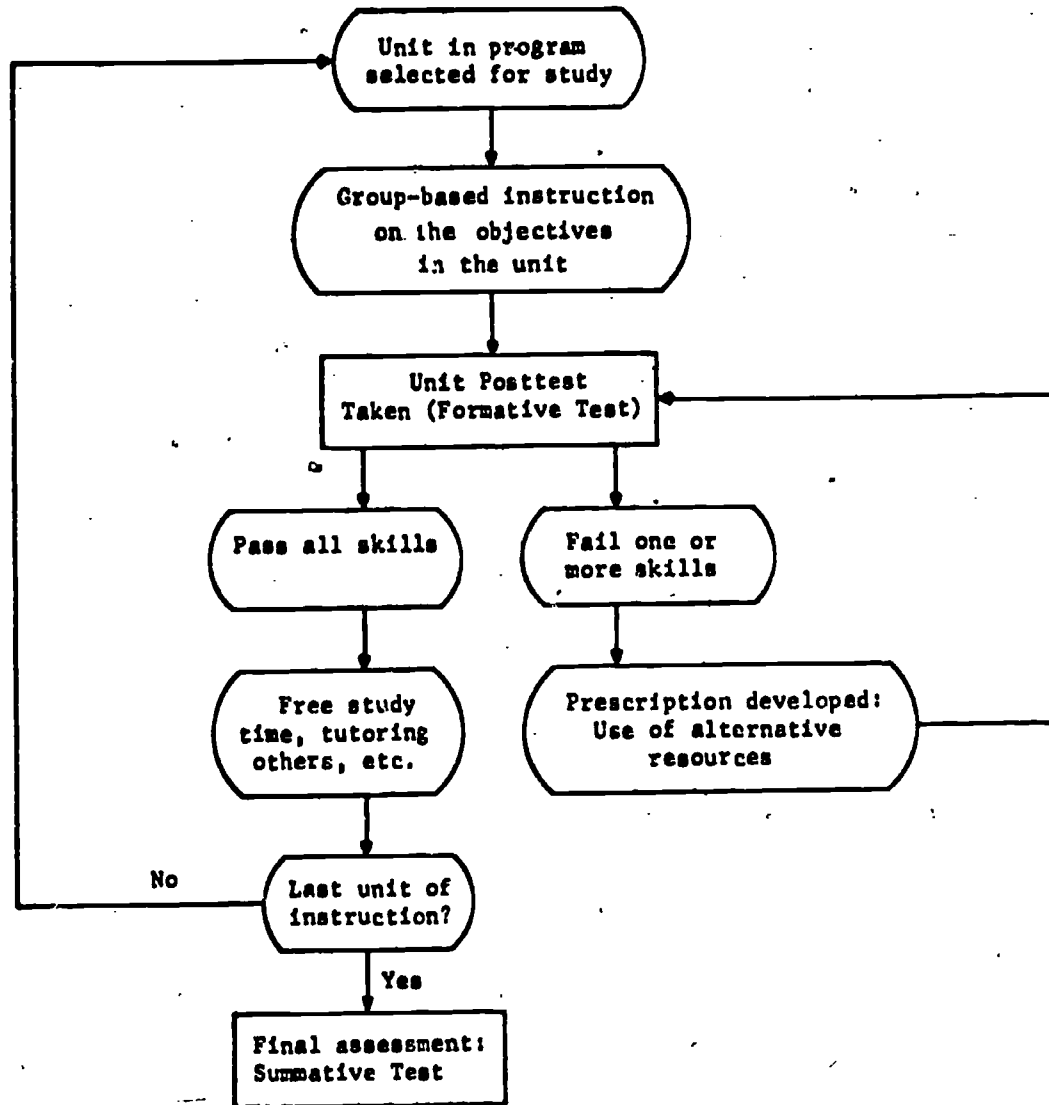 Unit in program
selected for study
Group-based instruction
on the objectives
in the unit
Unit Posttest
Taken (Formative Test)
Pass all skills
Fail one or
more skills
Free study
time, tutoring
others, etc.
Prescription developed:
Use of alternative
resources
No
Last unit of
instruction?
Yes
Final assessment:
Summative Test